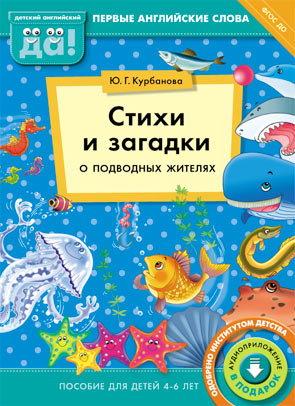 детский английский
ДА!
ПЕРВЫЕ АНГЛИЙСКИЕ СЛОВА
ФГОС ДО
Ю. Г. Курбанова
Стихи и загадки
О ПОДВОДНЫХ ЖИТЕЛЯХ
ОДОБРЕНО ИНСТИТУТОМ ДЕТСТВА
АУДИОПРИЛОЖЕНИЕ
В ПОДАРОК
ПОСОБИЕ ДЛЯ ДЕТЕЙ 4-6 ЛЕТ